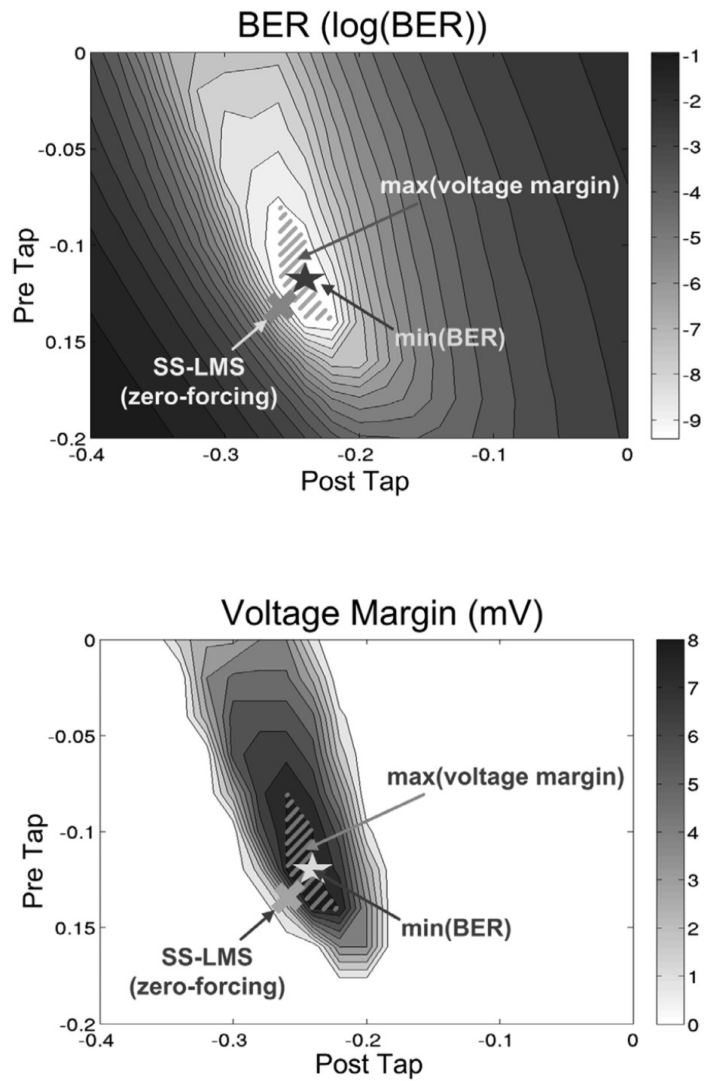 BER (log(BER))
0
-0.05
-0.1
0.15
-0.2
Pre Tap
-0.4
-0.3
-0.2
-0.1
0
Post Tap
max(voltage margin)
min(BER)
SS-LMS
(zero-forcing)
-1
-2
-3
-4
-5
-6
-7
-8
-9
Voltage Margin (mV)
0
-0.05
-0.1
0.15
-0.2
Pre Tap
-0.4
-0.3
-0.2
-0.1
0
Post Tap
max(voltage margin)
min(BER)
SS-LMS
(zero-forcing)
8
7
6
5
4
3
2
1
0